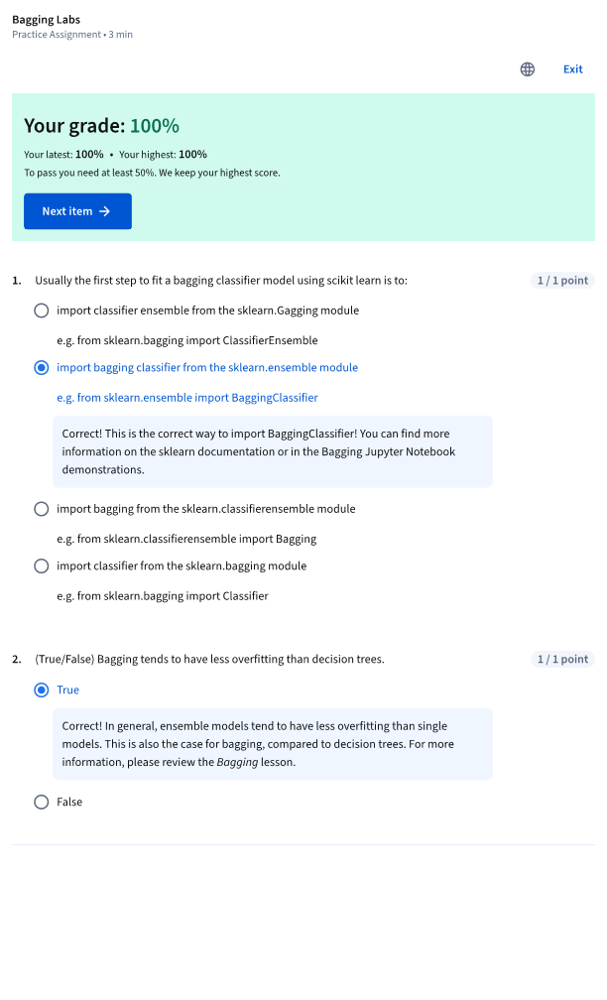 Bagging Labs
Practice Assignment • 3 min
Exit
Your grade: 100%
Your latest: 100% • Your highest: 100%
To pass you need at least 50%. We keep your highest score.
Next item →
1. Usually the first step to fit a bagging classifier model using scikit learn is to: 1 / 1 point
import classifier ensemble from the sklearn.Gagging module
e.g. from sklearn.bagging import ClassifierEnsemble
import bagging classifier from the sklearn.ensemble module
e.g. from sklearn.ensemble import BaggingClassifier
Correct! This is the correct way to import BaggingClassifier! You can find more
information on the sklearn documentation or in the Bagging Jupyter Notebook
demonstrations.
import bagging from the sklearn.classifierensemble module
e.g. from sklearn.classifierensemble import Bagging
import classifier from the sklearn.bagging module
e.g. from sklearn.bagging import Classifier
2. (True/False) Bagging tends to have less overfitting than decision trees. 1 / 1 point
True
Correct! In general, ensemble models tend to have less overfitting than single
models. This is also the case for bagging, compared to decision trees. For more
information, please review the Bagging lesson.
False